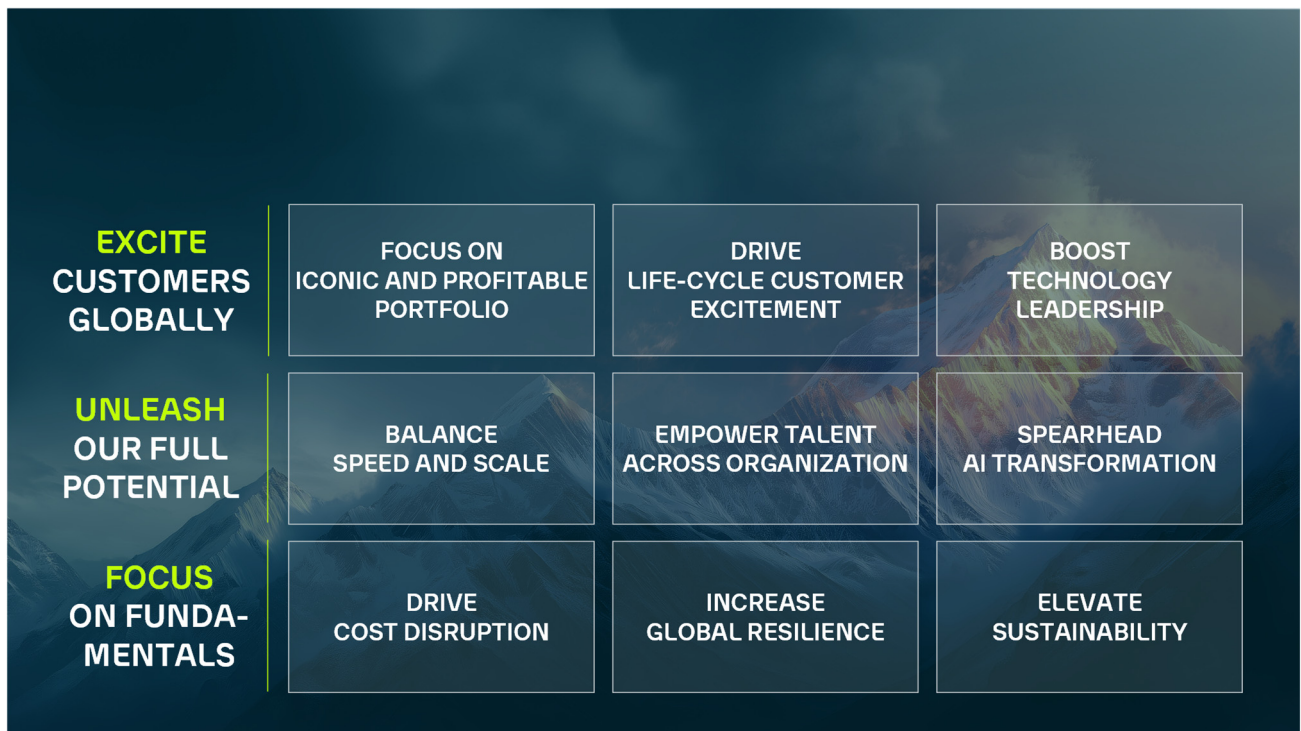 EXCITE
CUSTOMERS
GLOBALLY
FOCUS ON
ICONIC AND PROFITABLE
PORTFOLIO
DRIVE
LIFE-CYCLE CUSTOMER
EXCITEMENT
BOOST
TECHNOLOGY
LEADERSHIP
UNLEASH
OUR FULL
POTENTIAL
BALANCE
SPEED AND SCALE
EMPOWER TALENT
ACROSS ORGANIZATION
SPEARHEAD
AI TRANSFORMATION
FOCUS
ON FUNDA-
MENTALS
DRIVE
COST DISRUPTION
INCREASE
GLOBAL RESILIENCE
ELEVATE
SUSTAINABILITY